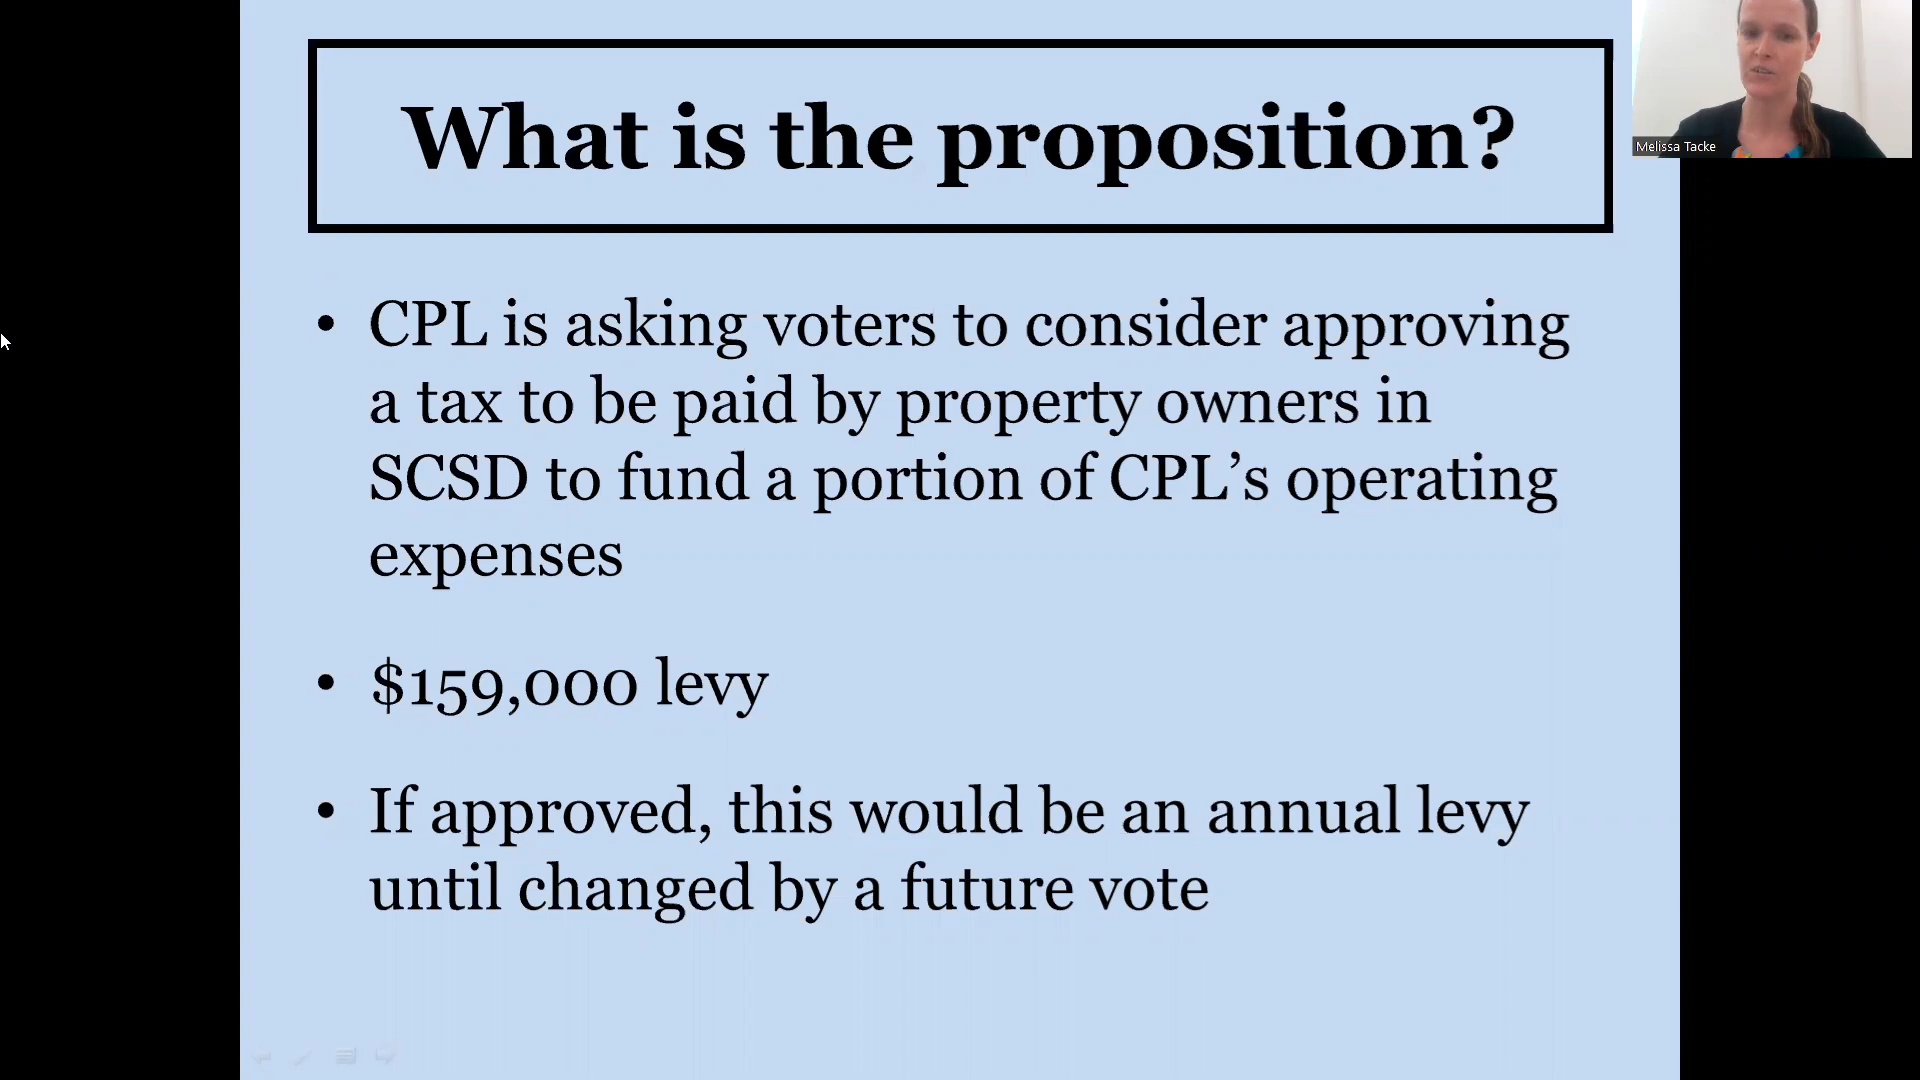 What is the proposition?
Melissa Tacke
• CPL is asking voters to consider approving
a tax to be paid by property owners in
SCSD to fund a portion of CPL’s operating
expenses
• $159,000 levy
• If approved, this would be an annual levy
until changed by a future vote